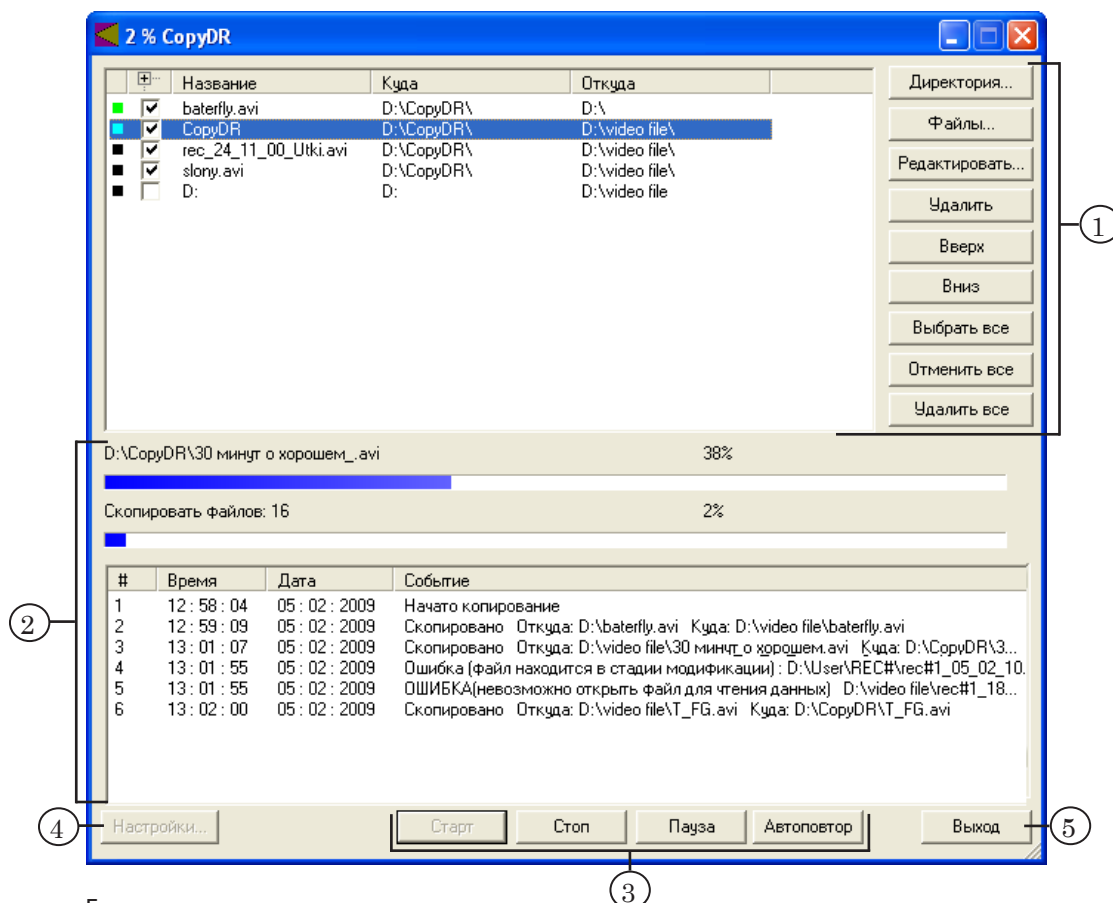 2 % CopyDR
Название Куда Откуда
baterfly.avi D:\CopyDR\ D:\
CopyDR D:\CopyDR\ D:\video file\
rec_24_11_00_Utki.avi D:\CopyDR\ D:\video file\
slony.avi D:\CopyDR\ D:\video file\
D: D: D:\video file
Директория...
Файлы...
Редактировать...
Удалить
Вверх
Вниз
Выбрать все
Отменить все
Удалить все
1
D:\CopyDR\30 минут о хорошем_.avi 38%
Скопировать файлов: 16 2%
# Время Дата Событие
1 12 : 58 : 04 05 : 02 : 2009 Начато копирование
2 12 : 59 : 09 05 : 02 : 2009 Скопировано Откуда: D:\baterfly.avi Куда: D:\video file\baterfly.avi
3 13 : 01 : 07 05 : 02 : 2009 Скопировано Откуда: D:\video file\30 минут_о хорошем.avi Куда: D:\CopyDR\3...
4 13 : 01 : 55 05 : 02 : 2009 Ошибка (файл находится в стадии модификации) : D:\User\REC#\rec#1_05_02_10.
5 13 : 01 : 55 05 : 02 : 2009 ОШИБКА(невозможно открыть файл для чтения данных) D:\video file\rec#1_18...
6 13 : 02 : 00 05 : 02 : 2009 Скопировано Откуда: D:\video file\T_FG.avi Куда: D:\CopyDR\T_FG.avi
2
4 Настройки... Старт Стоп Пауза Автоповтор Выход 5
3